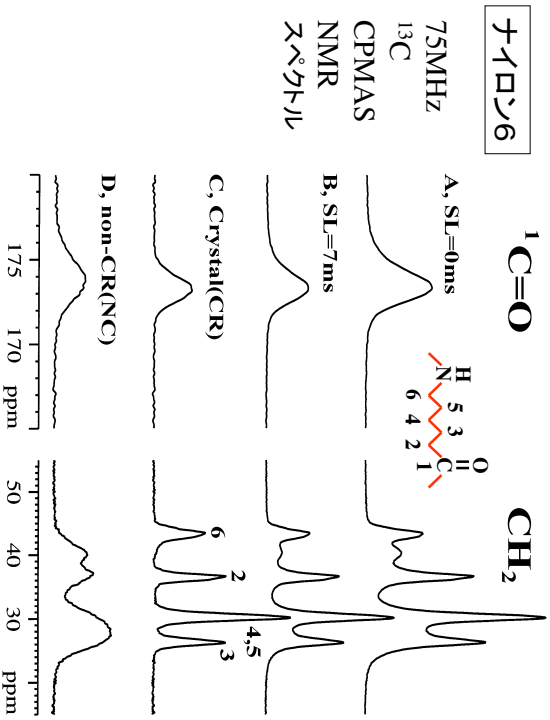 ナイロン6
75MHz
¹³C
CPMAS
NMR
スペクトル
¹C=O
CH₂
H
N
O
C
6 5 4 3 2 1
A, SL=0ms
B, SL=7ms
C, Crystal(CR)
6 2 4,5 3
D, non-CR(NC)
175 170 ppm
50 40 30 ppm